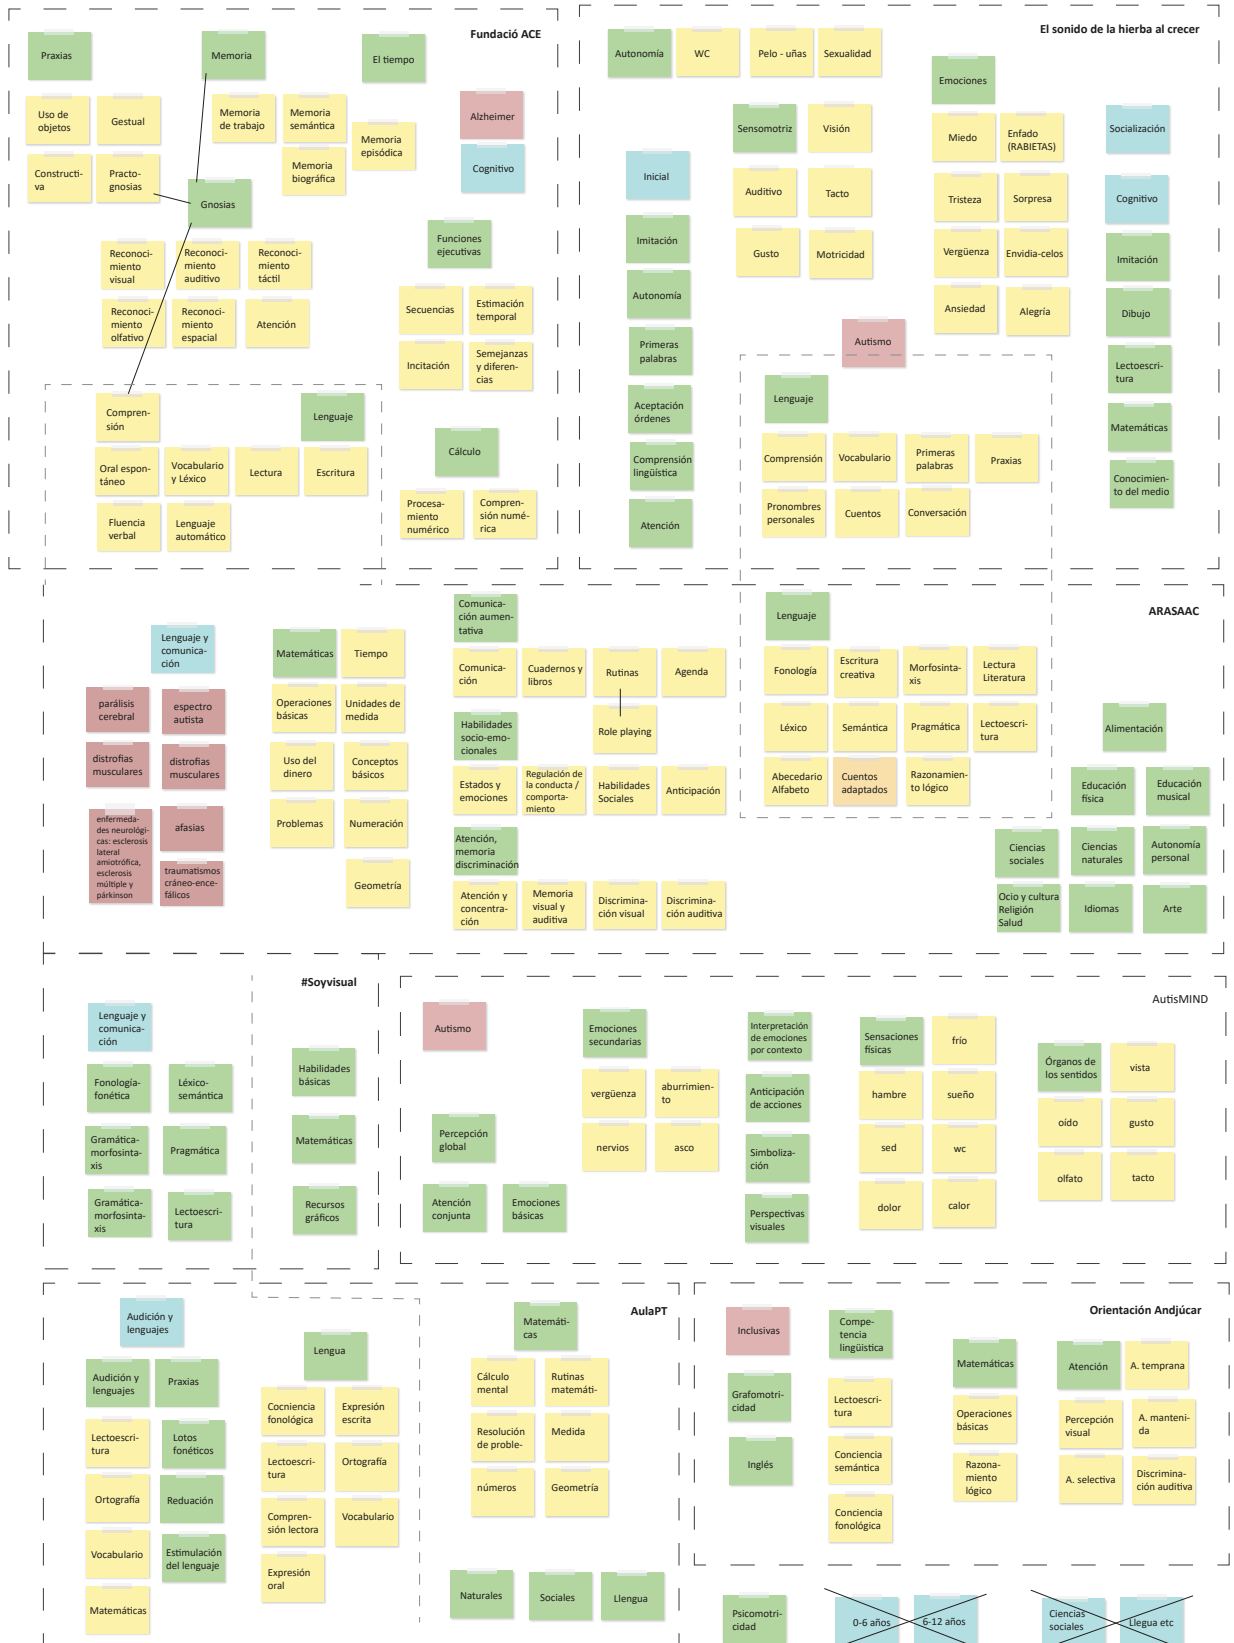 Fundació ACE
Praxias
Memoria
El tiempo
Uso de
objetos
Gestual
Memoria
de trabajo
Memoria
semántica
Memoria
episódica
Alzheimer
Constructi-
va
Practo-
gnosias
Memoria
biográfica
Cognitivo
Gnosias
Funciones
ejecutivas
Reconoci-
miento
visual
Reconoci-
miento
auditivo
Reconoci-
miento
táctil
Reconoci-
miento
olfativo
Reconoci-
miento
espacial
Atención
Secuencias
Estimación
temporal
Incitación
Semejanzas
y diferen-
cias
Compren-
sión
Lenguaje
Oral espon-
táneo
Vocabulario
y Léxico
Lectura
Escritura
Fluencia
verbal
Lenguaje
automático
Cálculo
Procesa-
miento
numérico
Compren-
sión numé-
rica
El sonido de la hierba al crecer
Autonomía
WC
Pelo - uñas
Sexualidad
Emociones
Sensomotriz
Visión
Miedo
Enfado
(RABIETAS)
Socialización
Inicial
Auditivo
Tacto
Tristeza
Sorpresa
Cognitivo
Imitación
Gusto
Motricidad
Vergüenza
Envidia-celos
Imitación
Autonomía
Ansiedad
Alegría
Dibujo
Primeras
palabras
Autismo
Lectoescri-
tura
Aceptación
órdenes
Lenguaje
Matemáticas
Comprensión
lingüística
Comprensión
Vocabulario
Primeras
palabras
Praxias
Conocimien-
to del medio
Atención
Pronombres
personales
Cuentos
Conversación
ARASAAC
Lenguaje y
comunica-
ción
parálisis
cerebral
espectro
autista
distrofias
musculares
distrofias
musculares
enfermeda-
des neurológi-
cas: esclerosis
lateral
amiotrófica,
esclerosis
múltiple y
párkinson
afasias
traumatismos
cráneo-ence-
fálicos
Matemáticas
Tiempo
Operaciones
básicas
Unidades de
medida
Uso del
dinero
Conceptos
básicos
Problemas
Numeración
Geometría
Comunica-
ción aumen-
tativa
Comunica-
ción
Cuadernos y
libros
Rutinas
Agenda
Habilidades
socio-emo-
cionales
Role playing
Estados y
emociones
Regulación de
la conducta /
comporta-
miento
Habilidades
Sociales
Anticipación
Atención,
memoria
discriminación
Atención y
concentra-
ción
Memoria
visual y
auditiva
Discrimina-
ción visual
Discrimina-
ción auditiva
Lenguaje
Fonología
Escritura
creativa
Morfosinta-
xis
Lectura
Literatura
Léxico
Semántica
Pragmática
Lectoescri-
tura
Abecedario
Alfabeto
Cuentos
adaptados
Razonamien-
to lógico
Alimentación
Educación
física
Educación
musical
Ciencias
sociales
Ciencias
naturales
Autonomía
personal
Ocio y cultura
Religión
Salud
Idiomas
Arte
#Soyvisual
Lenguaje y
comunica-
ción
Fonología-
fonética
Léxico-
semántica
Gramática-
morfosinta-
xis
Pragmática
Gramática-
morfosinta-
xis
Lectoescri-
tura
Habilidades
básicas
Matemáticas
Recursos
gráficos
AutisMIND
Autismo
Percepción
global
Atención
conjunta
Emociones
básicas
Emociones
secundarias
vergüenza
aburrimien-
to
nervios
asco
Interpretación
de emociones
por contexto
Anticipación
de acciones
Simboliza-
ción
Perspectivas
visuales
Sensaciones
físicas
frío
hambre
sueño
sed
wc
dolor
calor
Órganos de
los sentidos
vista
oído
gusto
olfato
tacto
AulaPT
Audición y
lenguajes
Audición y
lenguajes
Praxias
Lectoescri-
tura
Lotos
fonéticos
Ortografía
Reduación
Vocabulario
Estimulación
del lenguaje
Matemáticas
Lengua
Cocniencia
fonológica
Expresión
escrita
Lectoescri-
tura
Ortografía
Compren-
sión lectora
Vocabulario
Expresión
oral
Matemáti-
cas
Cálculo
mental
Rutinas
matemáti-
Resolución
de proble-
Medida
números
Geometría
Naturales
Sociales
Llengua
Orientación Andjúcar
Inclusivas
Grafomotri-
cidad
Inglés
Compe-
tencia
lingüistica
Lectoescri-
tura
Conciencia
semántica
Conciencia
fonológica
Matemáticas
Operaciones
básicas
Razona-
miento
lógico
Atención
A. temprana
Percepción
visual
A. manteni-
da
A. selectiva
Discrimina-
ción auditiva
Psicomotri-
cidad
0-6 años
6-12 años
Ciencias
sociales
Llegua etc